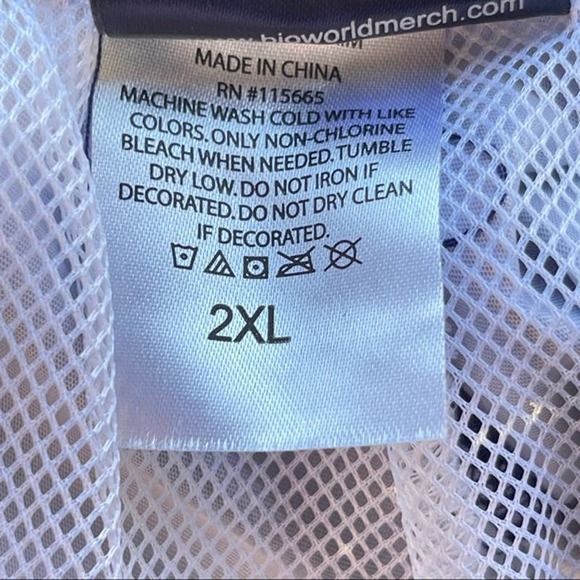 bioworldmerch.com
MADE IN CHINA
RN #115665
MACHINE WASH COLD WITH LIKE
COLORS. ONLY NON-CHLORINE
BLEACH WHEN NEEDED. TUMBLE
DRY LOW. DO NOT IRON IF
DECORATED. DO NOT DRY CLEAN
IF DECORATED.
2XL